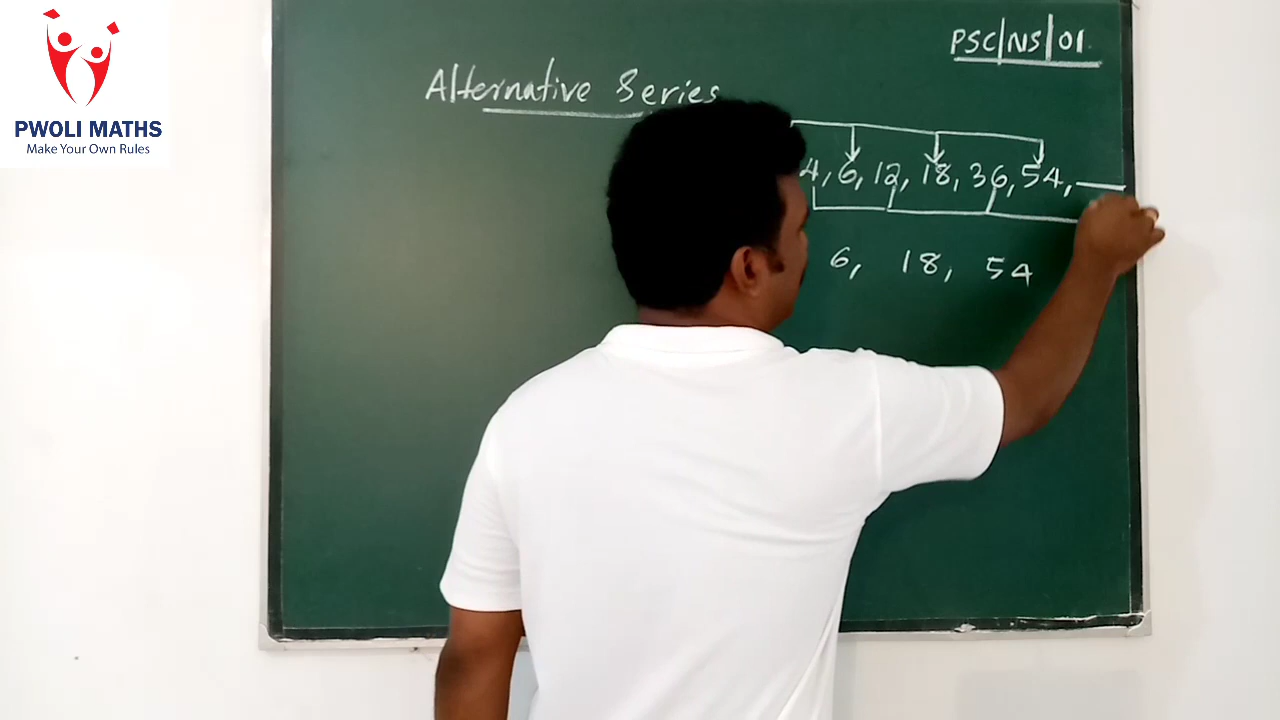 PWOLI MATHS
Make Your Own Rules
PSC/NS/01
Alternative Series
4, 6, 12, 18, 36, 54,
6, 18, 54